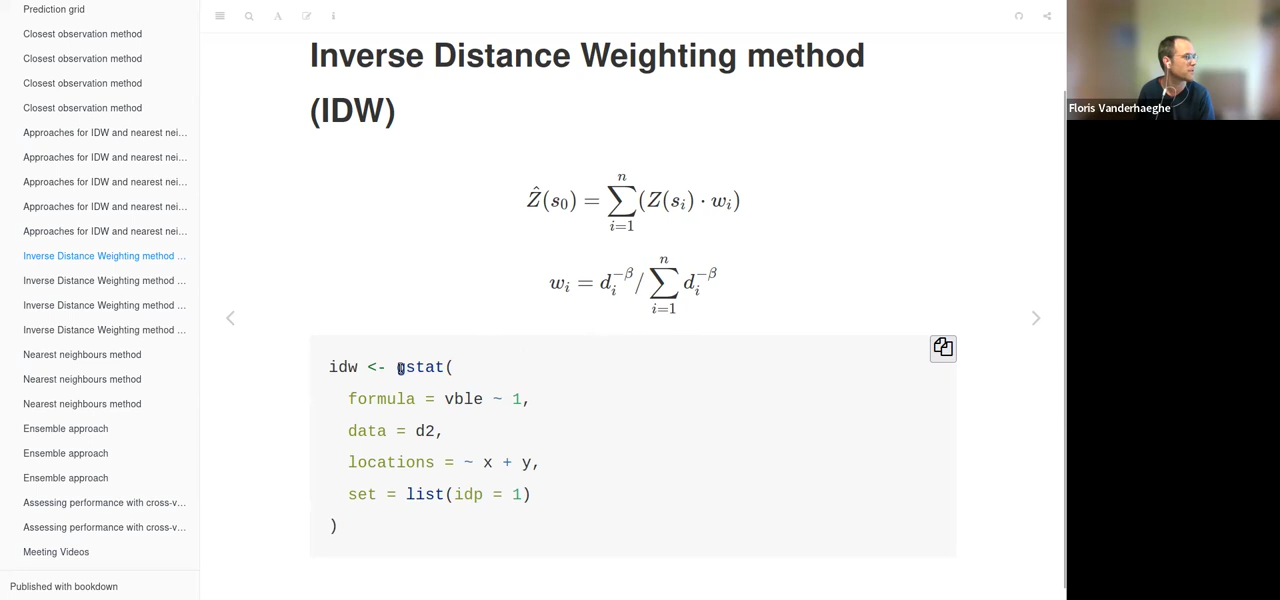 Prediction grid
Closest observation method
Closest observation method
Closest observation method
Closest observation method
Approaches for IDW and nearest nei...
Approaches for IDW and nearest nei...
Approaches for IDW and nearest nei...
Approaches for IDW and nearest nei...
Approaches for IDW and nearest nei...
Inverse Distance Weighting method ...
Inverse Distance Weighting method ...
Inverse Distance Weighting method ...
Inverse Distance Weighting method ...
Nearest neighbours method
Nearest neighbours method
Nearest neighbours method
Ensemble approach
Ensemble approach
Ensemble approach
Assessing performance with cross-v...
Assessing performance with cross-v...
Meeting Videos
Published with bookdown
Inverse Distance Weighting method
(IDW)
Ẑ(s₀) = ∑ⁿᵢ₌₁(Z(sᵢ) · wᵢ)
wᵢ = dᵢ^−β / ∑ⁿᵢ₌₁ dᵢ^−β
idw <- gstat(
formula = vble ~ 1,
data = d2,
locations = ~ x + y,
set = list(idp = 1)
)
Floris Vanderhaeghe